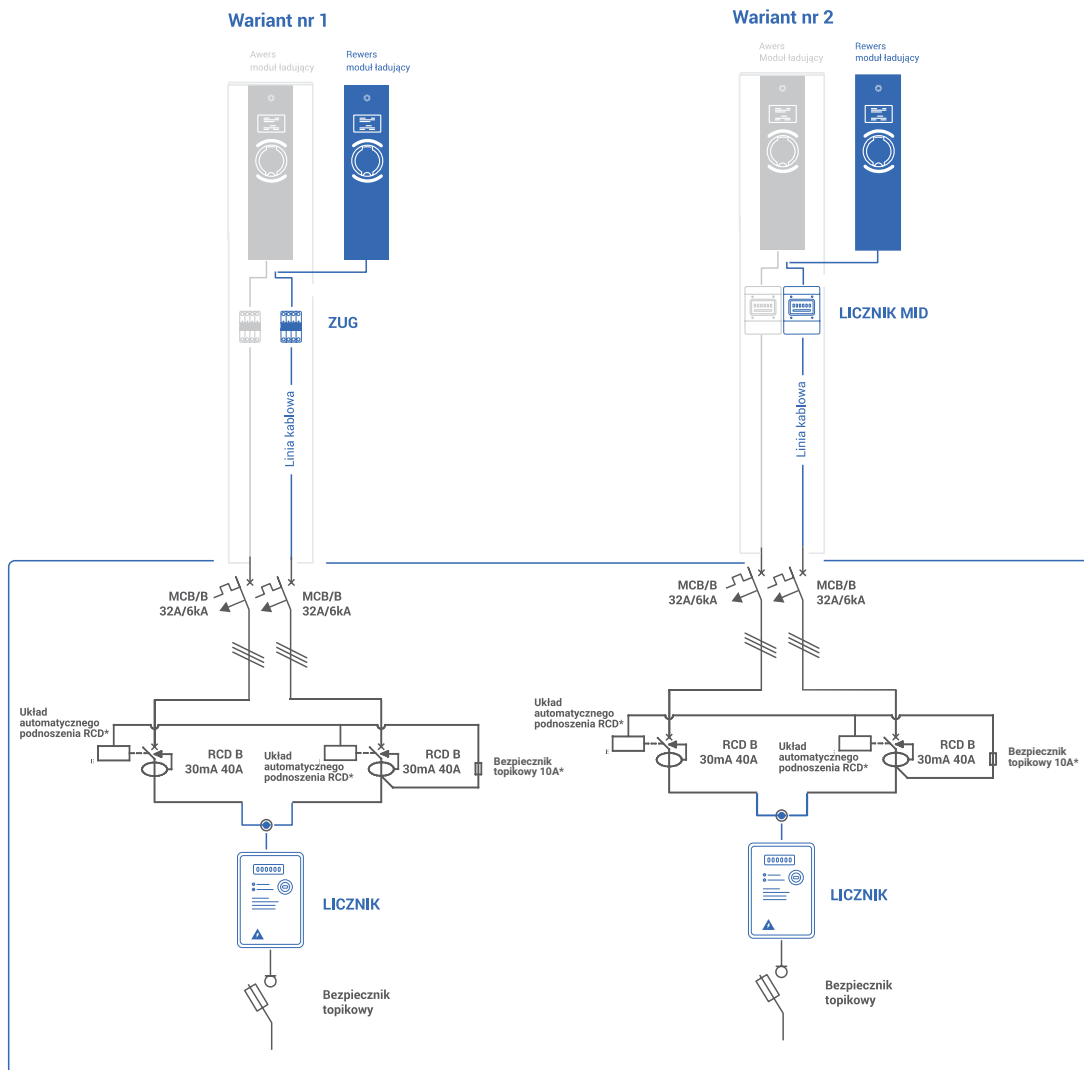 Wariant nr 1
Awers
moduł ładujący
Rewers
moduł ładujący
ZUG
Linia kablowa
MCB/B
32A/6kA
MCB/B
32A/6kA
Układ
automatycznego
podnoszenia RCD*
E
RCD B
30mA 40A
Układ
automatycznego
podnoszenia RCD*
RCD B
30mA 40A
Bezpiecznik
topikowy 10A*
000000
LICZNIK
Bezpiecznik
topikowy
Wariant nr 2
Awers
Moduł ładujący
Rewers
moduł ładujący
LICZNIK MID
Linia kablowa
MCB/B
32A/6kA
MCB/B
32A/6kA
Układ
automatycznego
podnoszenia RCD*
E
RCD B
30mA 40A
Układ
automatycznego
podnoszenia RCD*
RCD B
30mA 40A
Bezpiecznik
topikowy 10A*
000000
LICZNIK
Bezpiecznik
topikowy